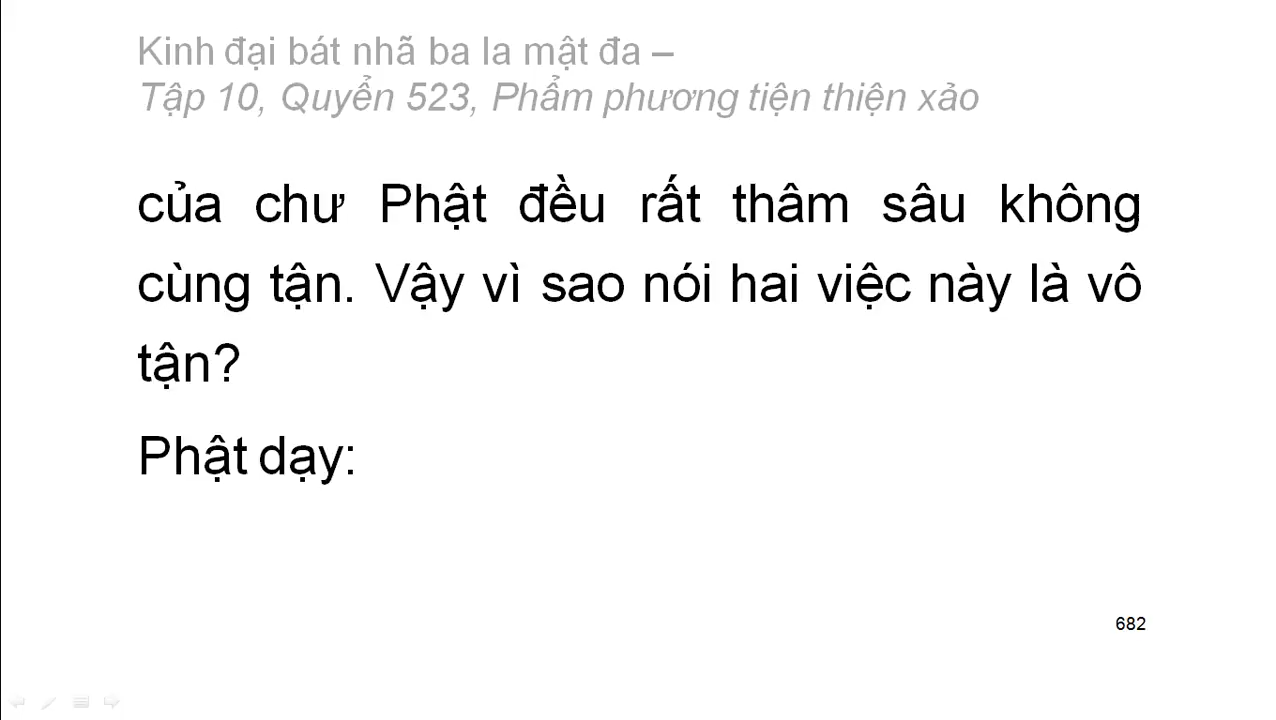 Kinh đại bát nhã ba la mật đa –
Tập 10, Quyển 523, Phẩm phương tiện thiện xảo
của chư Phật đều rất thâm sâu không
cùng tận. Vậy vì sao nói hai việc này là vô
tận?
Phật dạy:
682